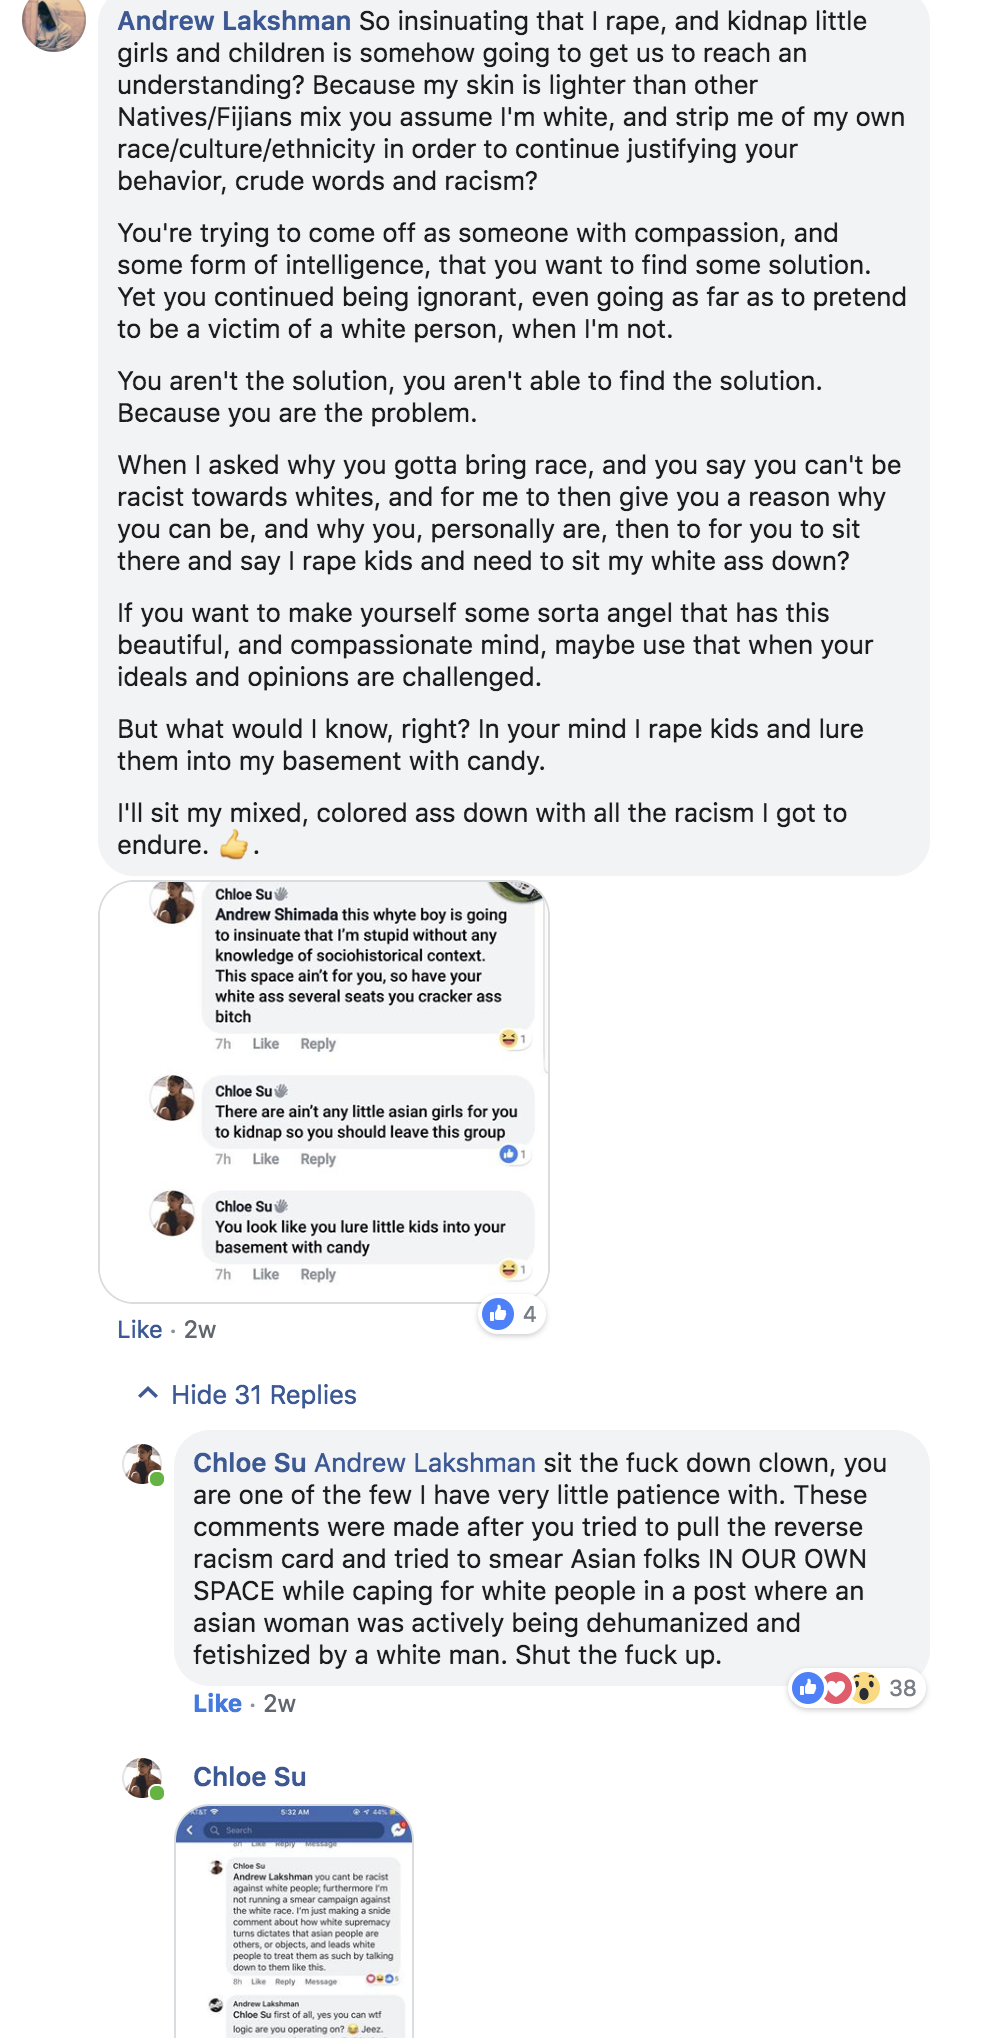 Andrew Lakshman So insinuating that I rape, and kidnap little
girls and children is somehow going to get us to reach an
understanding? Because my skin is lighter than other
Natives/Fijians mix you assume I'm white, and strip me of my own
race/culture/ethnicity in order to continue justifying your
behavior, crude words and racism?
You're trying to come off as someone with compassion, and
some form of intelligence, that you want to find some solution.
Yet you continued being ignorant, even going as far as to pretend
to be a victim of a white person, when I'm not.
You aren't the solution, you aren't able to find the solution.
Because you are the problem.
When I asked why you gotta bring race, and you say you can't be
racist towards whites, and for me to then give you a reason why
you can be, and why you, personally are, then to for you to sit
there and say I rape kids and need to sit my white ass down?
If you want to make yourself some sorta angel that has this
beautiful, and compassionate mind, maybe use that when your
ideals and opinions are challenged.
But what would I know, right? In your mind I rape kids and lure
them into my basement with candy.
I'll sit my mixed, colored ass down with all the racism I got to
endure. 👍.
Chloe Su
Andrew Shimada this whyte boy is going
to insinuate that I'm stupid without any
knowledge of sociohistorical context.
This space ain't for you, so have your
white ass several seats you cracker ass
bitch
7h Like Reply 1
Chloe Su
There are ain't any little asian girls for you
to kidnap so you should leave this group
7h Like Reply 1
Chloe Su
You look like you lure little kids into your
basement with candy
7h Like Reply 1
Like · 2w 4
Hide 31 Replies
Chloe Su Andrew Lakshman sit the fuck down clown, you
are one of the few I have very little patience with. These
comments were made after you tried to pull the reverse
racism card and tried to smear Asian folks IN OUR OWN
SPACE while caping for white people in a post where an
asian woman was actively being dehumanized and
fetishized by a white man. Shut the fuck up.
Like · 2w 38
Chloe Su
AT&T 5:32 AM 44%
Search
8h Like Reply Message
Chloe Su
Andrew Lakshman you cant be racist
against white people; furthermore I'm
not running a smear campaign against
the white race. I'm just making a snide
comment about how white supremacy
turns dictates that asian people are
others, or objects, and leads white
people to treat them as such by talking
down to them like this.
8h Like Reply Message 5
Andrew Lakshman
Chloe Su first of all, yes you can wtf
logic are you operating on? 😂 Jeez.